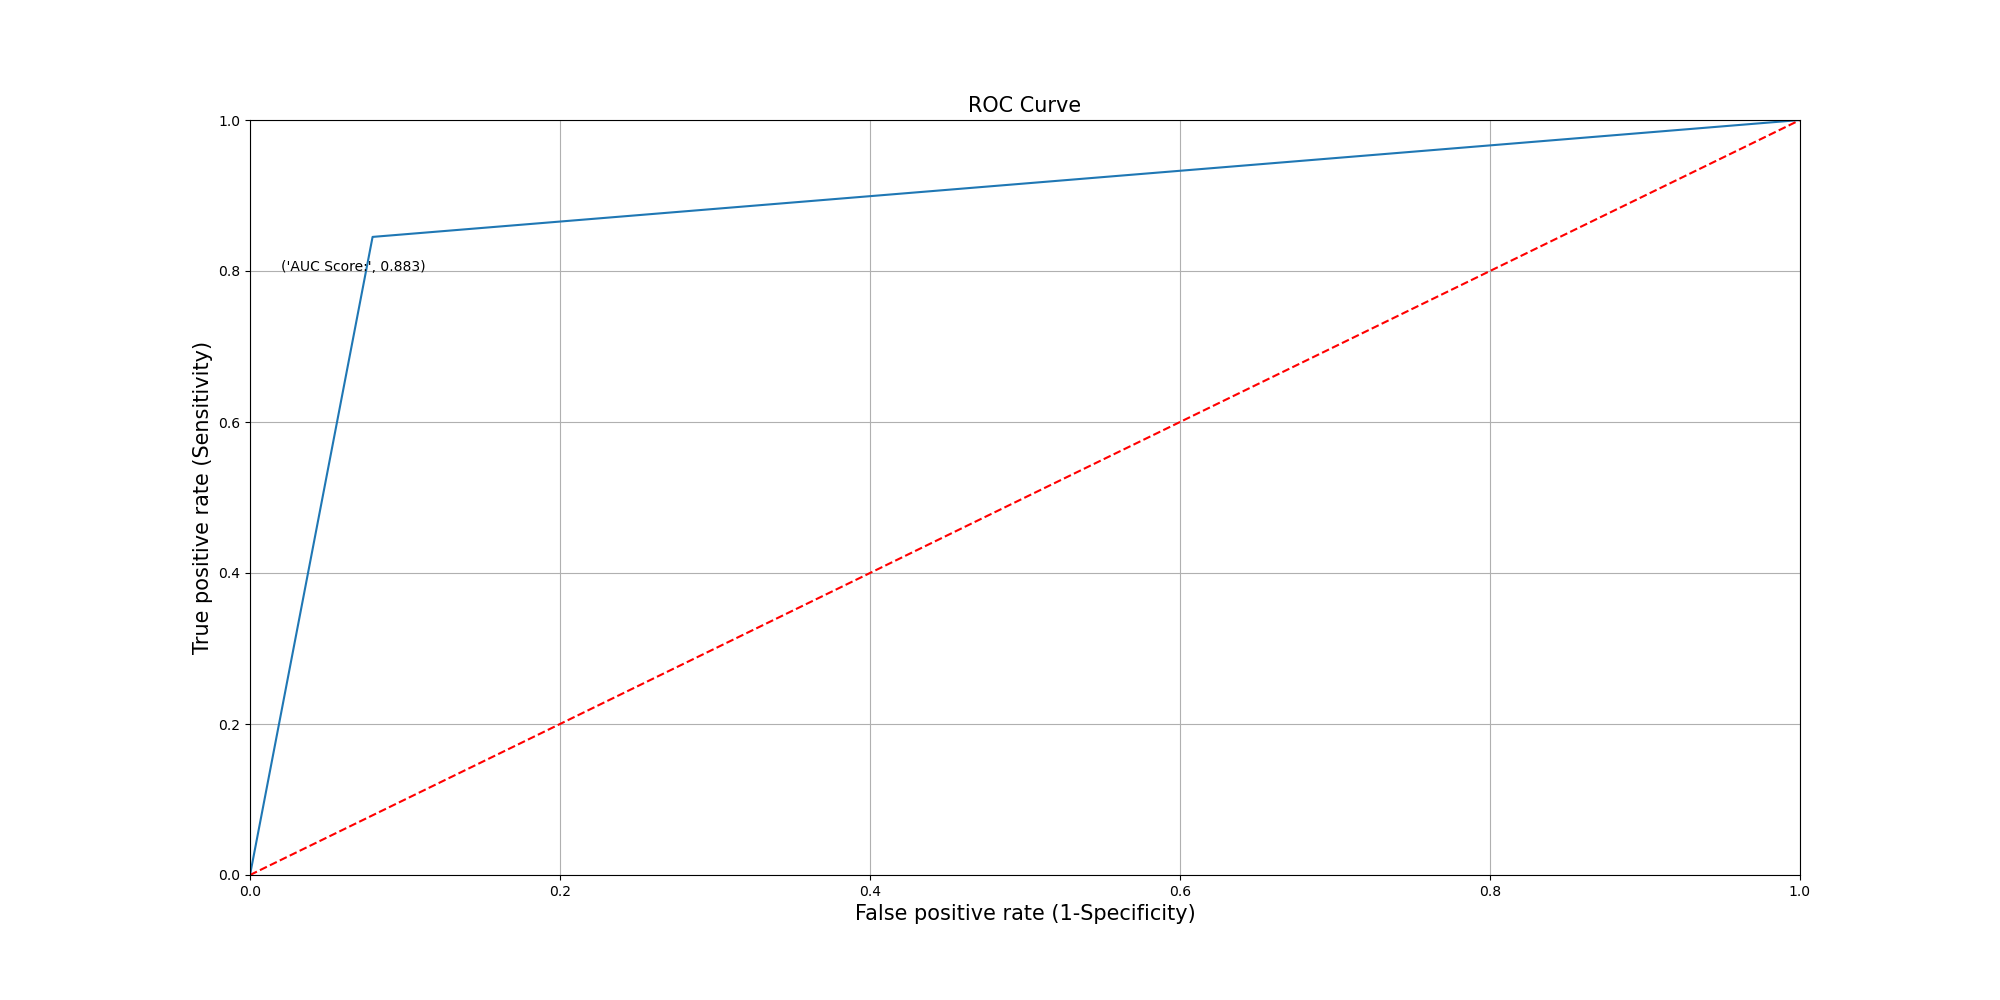 ROC Curve
1.0
0.8
0.6
0.4
0.2
0.0
('AUC Score:', 0.883)
True positive rate (Sensitivity)
0.0 0.2 0.4 0.6 0.8 1.0
False positive rate (1-Specificity)